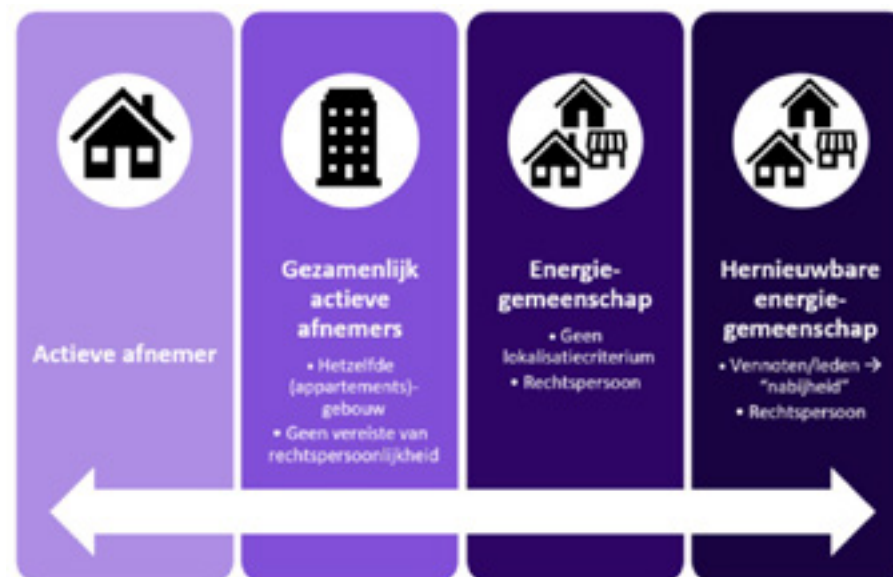 Actieve afnemer
Gezamenlijk
actieve
afnemers
• Hetzelfde
(appartements)-
gebouw
• Geen vereiste van
rechtspersoonlijkheid
Energie-
gemeenschap
• Geen
lokalisatiecriterium
• Rechtspersoon
Hernieuwbare
energie-
gemeenschap
• Vennoten/leden →
"nabijheid"
• Rechtspersoon